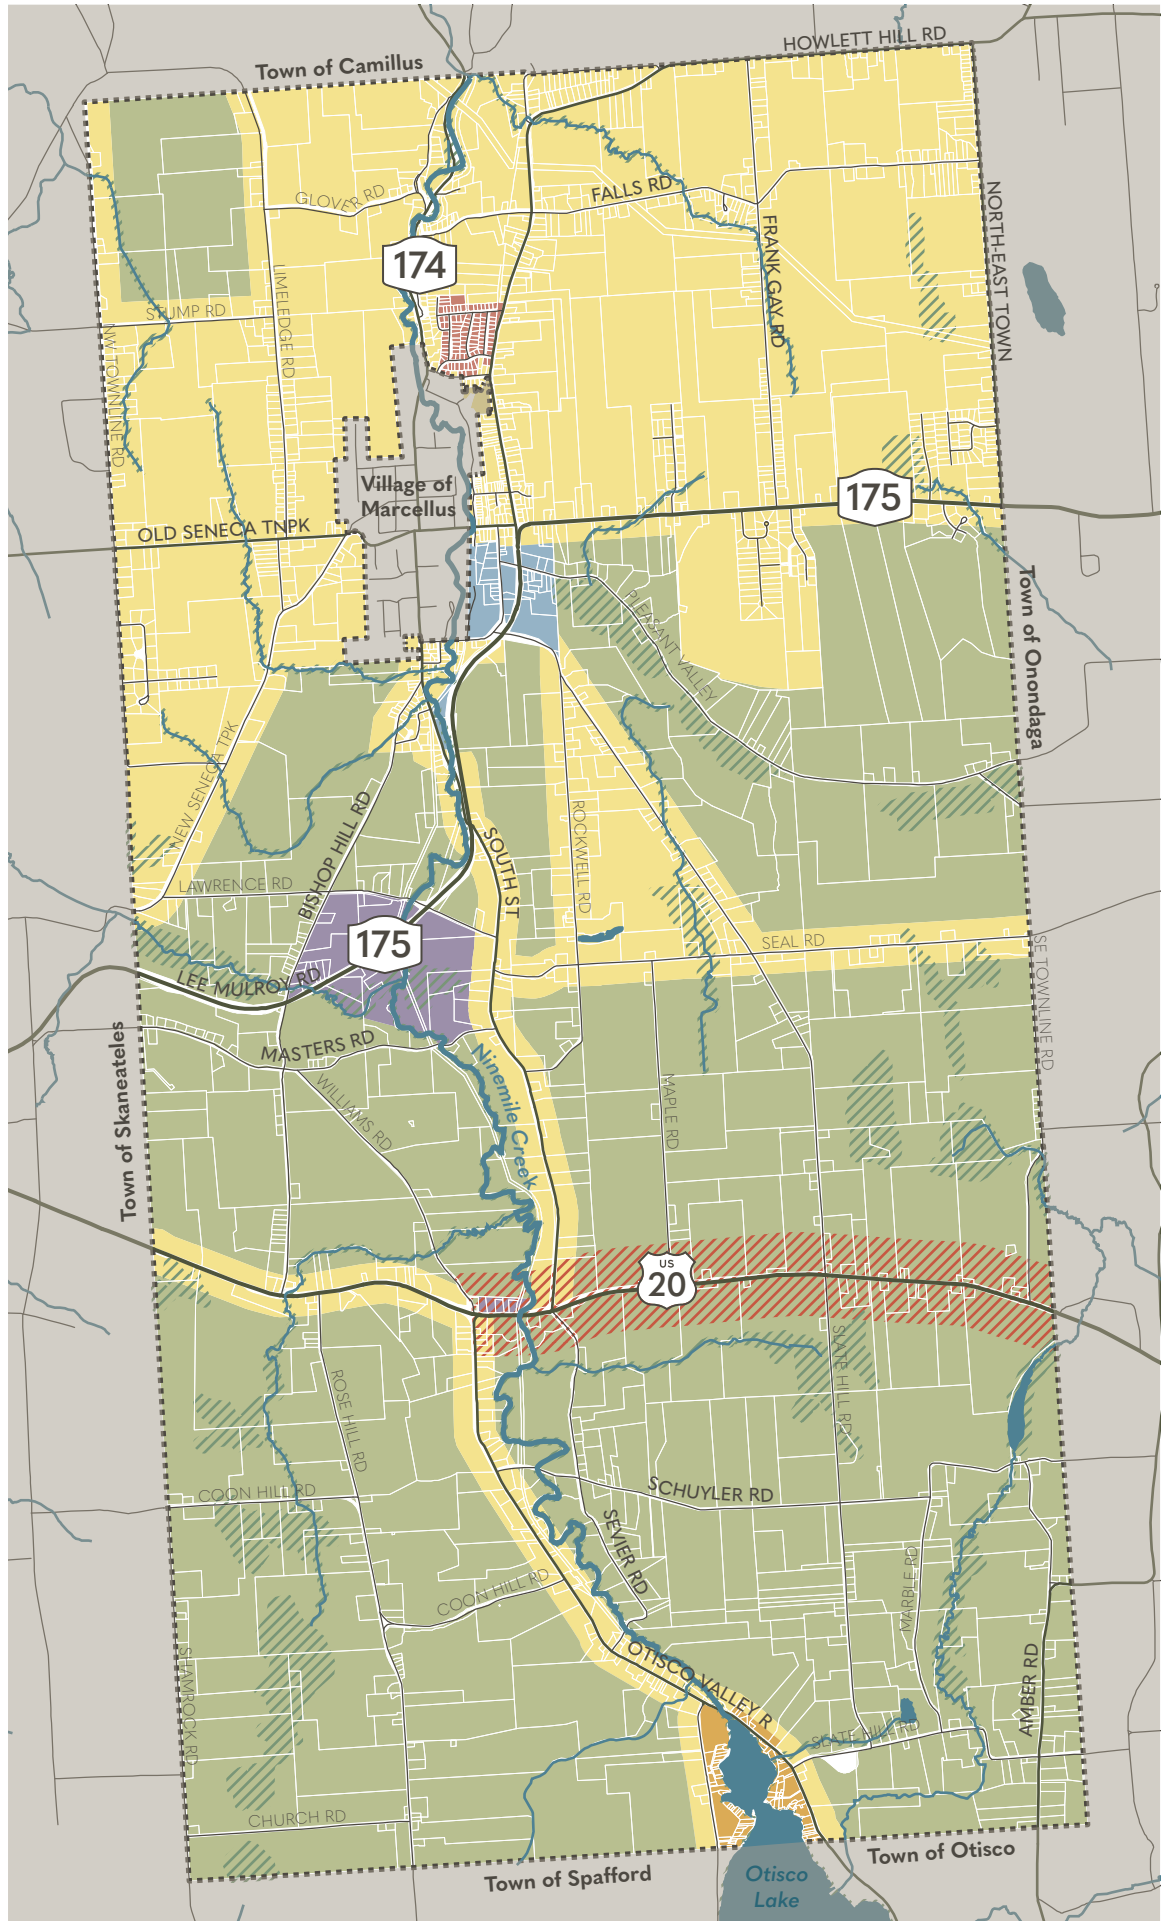 HOWLETT HILL RD
Town of Camillus
GLOVER RD
FALLS RD
NORTH-EAST TOWN
FRANK GAY RD
174
LIMELEDGE RD
STUMP RD
NW TOWNLINE RD
Village of
Marcellus
175
OLD SENECA TNPK
Town of Onondaga
PLEASANT VALLEY
NEW SENECA TPK
BISHOP HILL RD
ROCKWELL RD
SOUTH ST
LAWRENCE RD
175
SEAL RD
SE TOWNLINE RD
LEE MULROY RD
Town of Skaneateles
MASTERS RD
Ninemile Creek
WILLIAMS RD
MAPLE RD
US
20
SLATE HILL RD
ROSE HILL RD
COON HILL RD
SCHUYLER RD
SEVIER RD
MARBLE RD
COON HILL RD
OTISCO VALLEY R
SHAMROCK RD
AMBER RD
SLATE HILL RD
CHURCH RD
Town of Otisco
Town of Spafford
Otisco
Lake